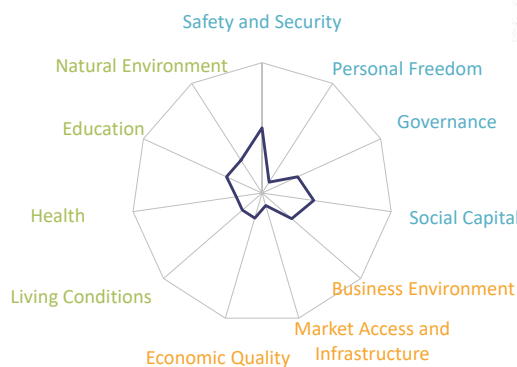 Safety and Security
Natural Environment
Personal Freedom
Education
Governance
Health
Social Capital
Living Conditions
Business Environment
Market Access and
Infrastructure
Economic Quality